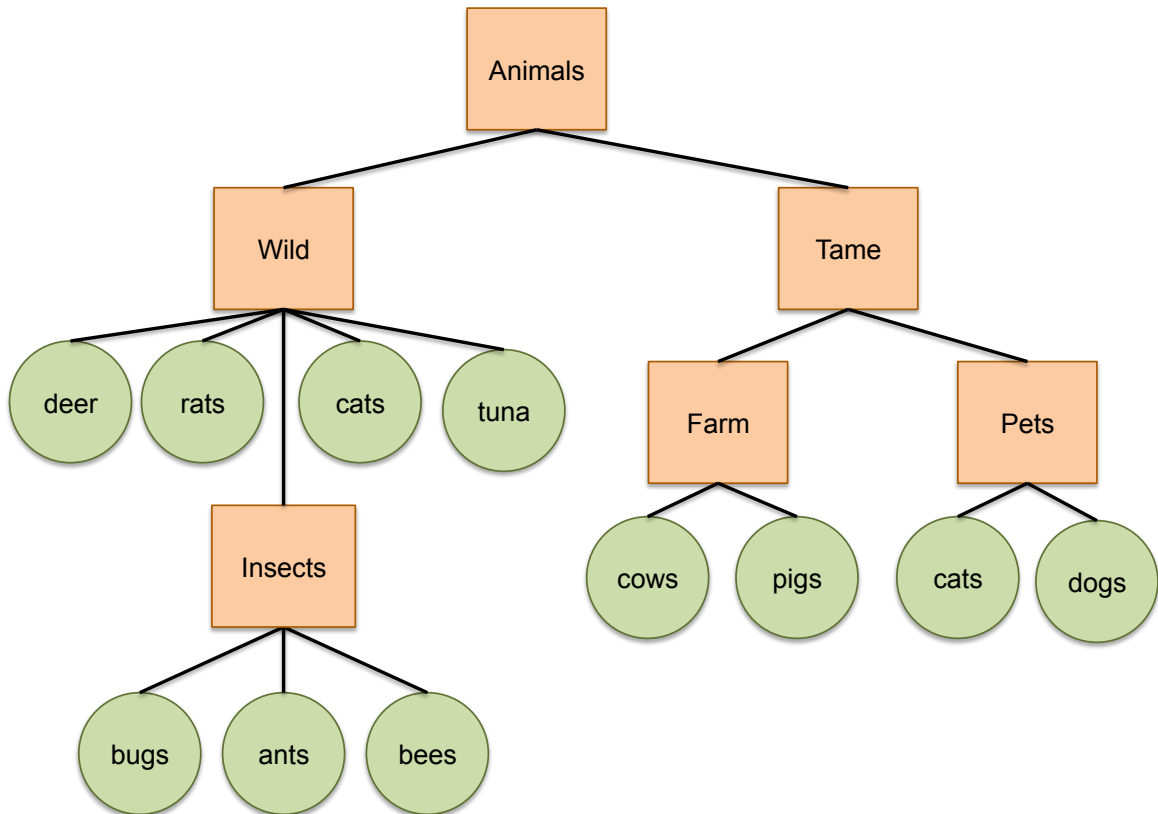 Animals
Wild
Tame
deer
rats
cats
tuna
Farm
Pets
Insects
cows
pigs
cats
dogs
bugs
ants
bees